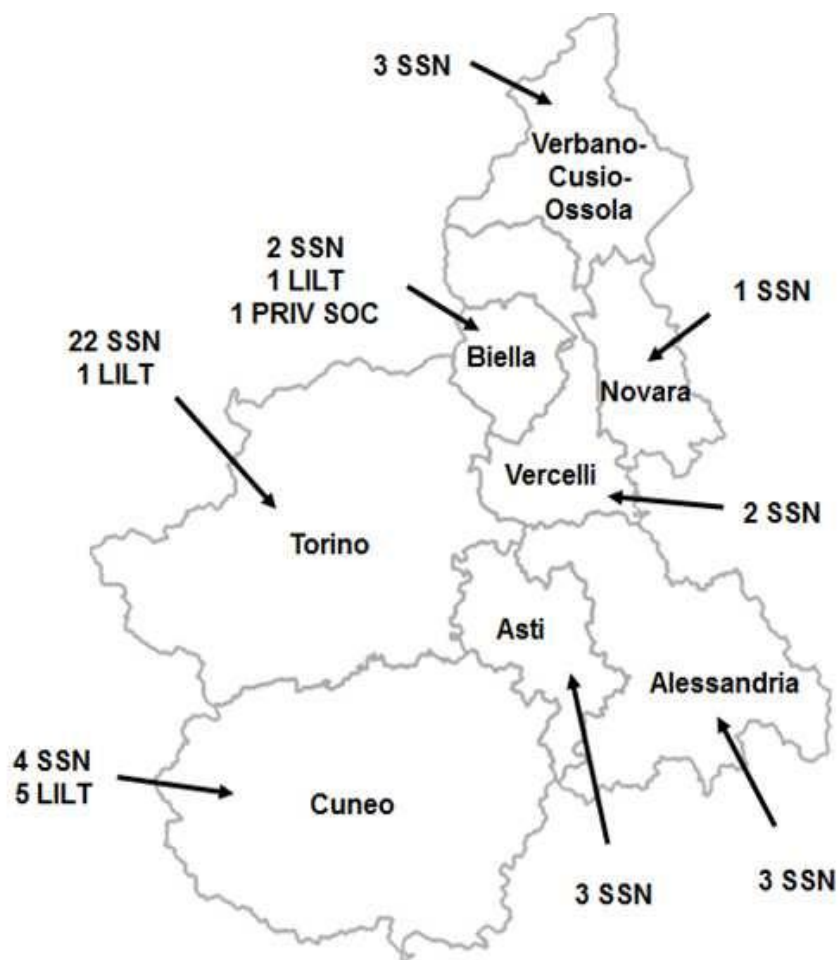 3 SSN
Verbano-
Cusio-
Ossola
2 SSN
1 LILT
1 PRIV SOC
1 SSN
22 SSN
1 LILT
Biella
Novara
Vercelli
2 SSN
Torino
Asti
Alessandria
4 SSN
5 LILT
Cuneo
3 SSN
3 SSN